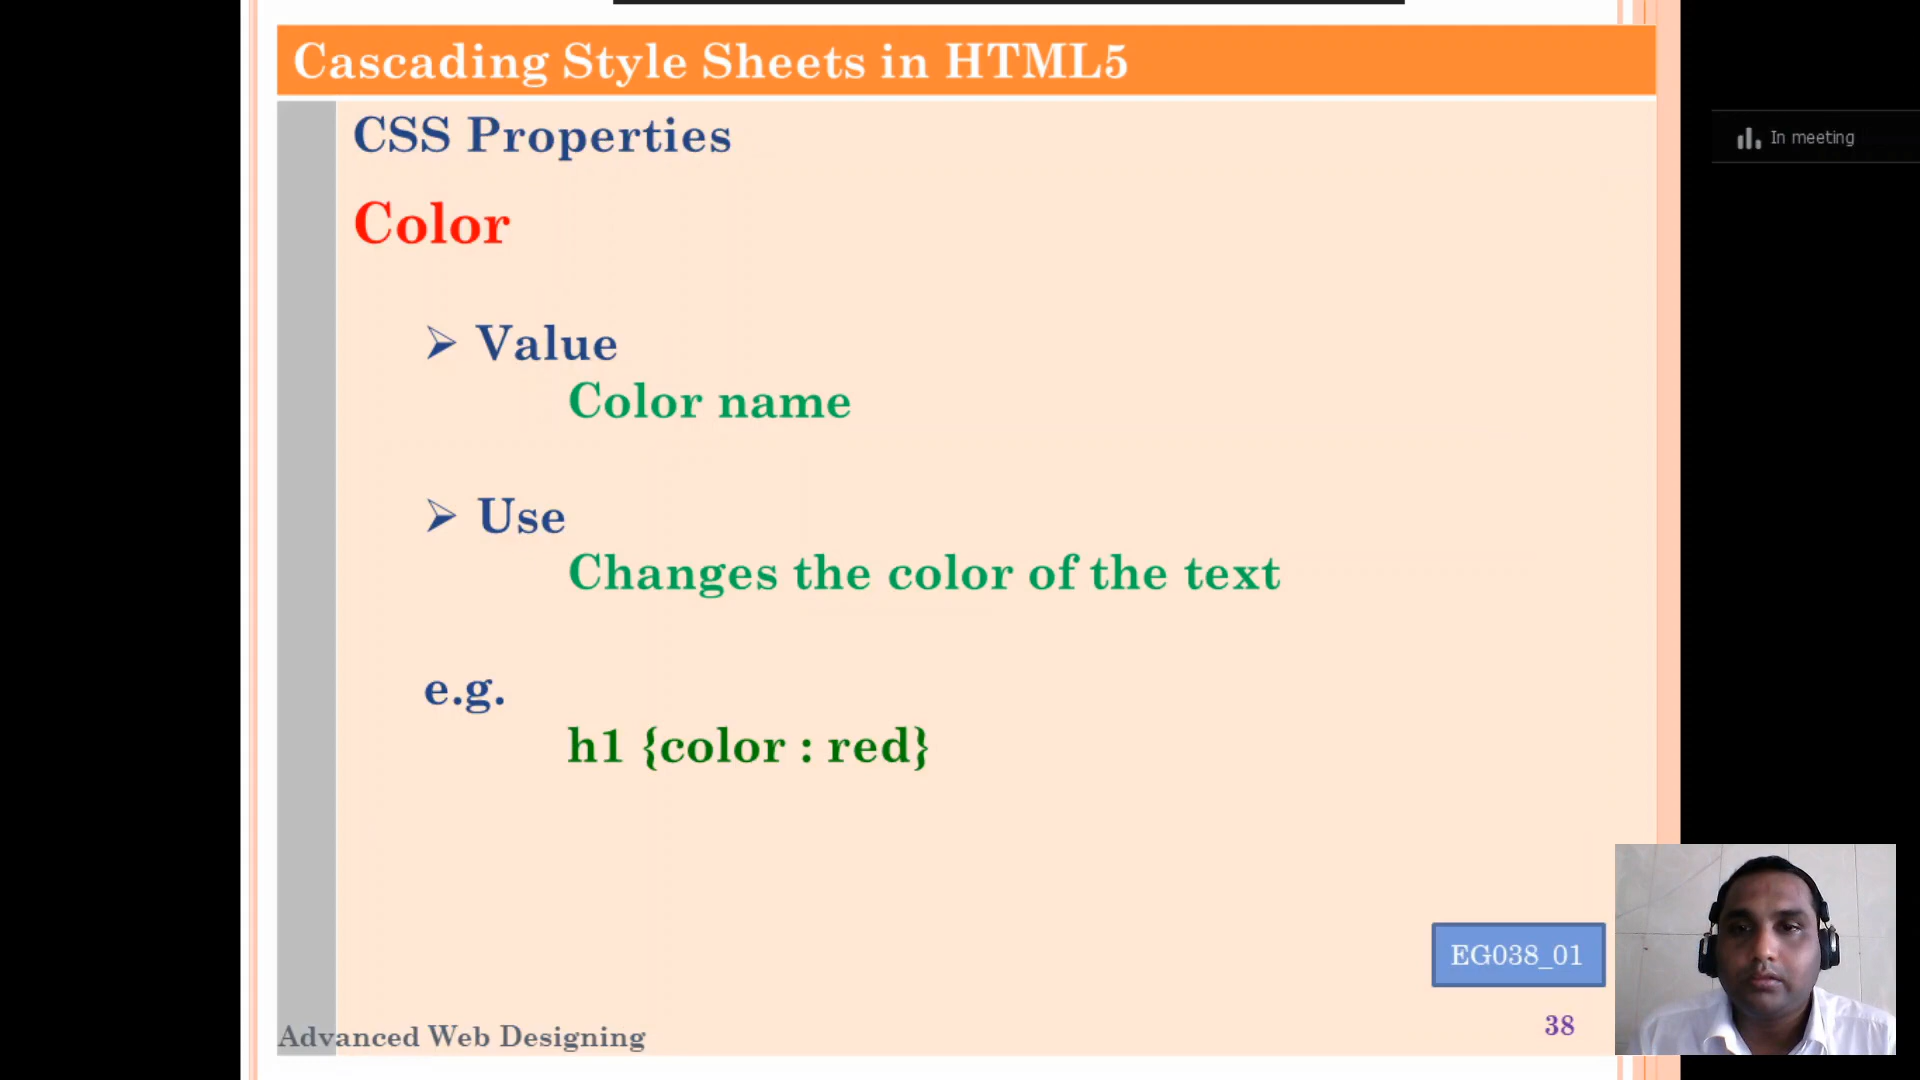 Cascading Style Sheets in HTML5
CSS Properties
In meeting
Color
Value
Color name
Use
Changes the color of the text
e.g.
h1 {color : red}
EG038_01
38
Advanced Web Designing